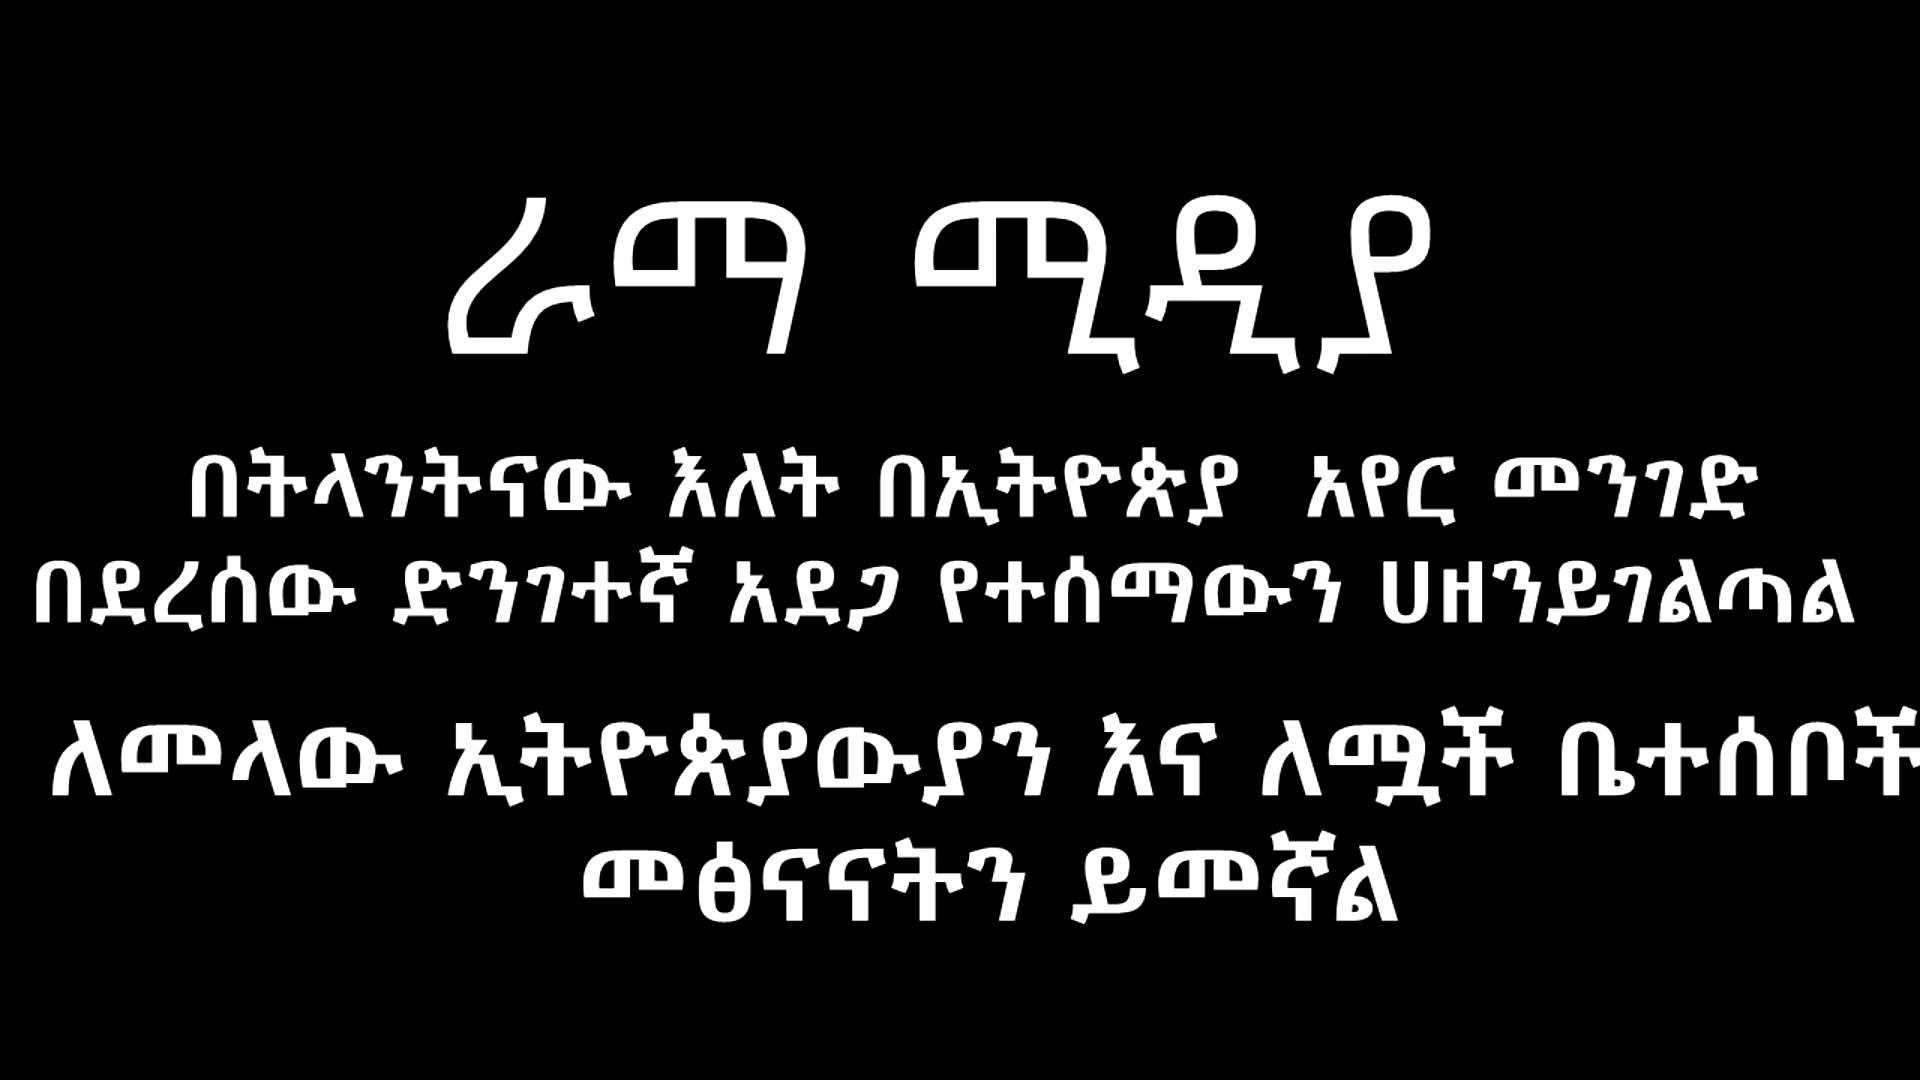 ራማ ሚዲያ
በትላንትናው እለት በኢትዮጵያ አየር መንገድ
በደረሰው ድንገተኛ አደጋ የተሰማውን ሀዘንይገልጣል
ለመላው ኢትዮጵያውያን እና ለሟች ቤተሰቦች
መፅናናትን ይመኛል